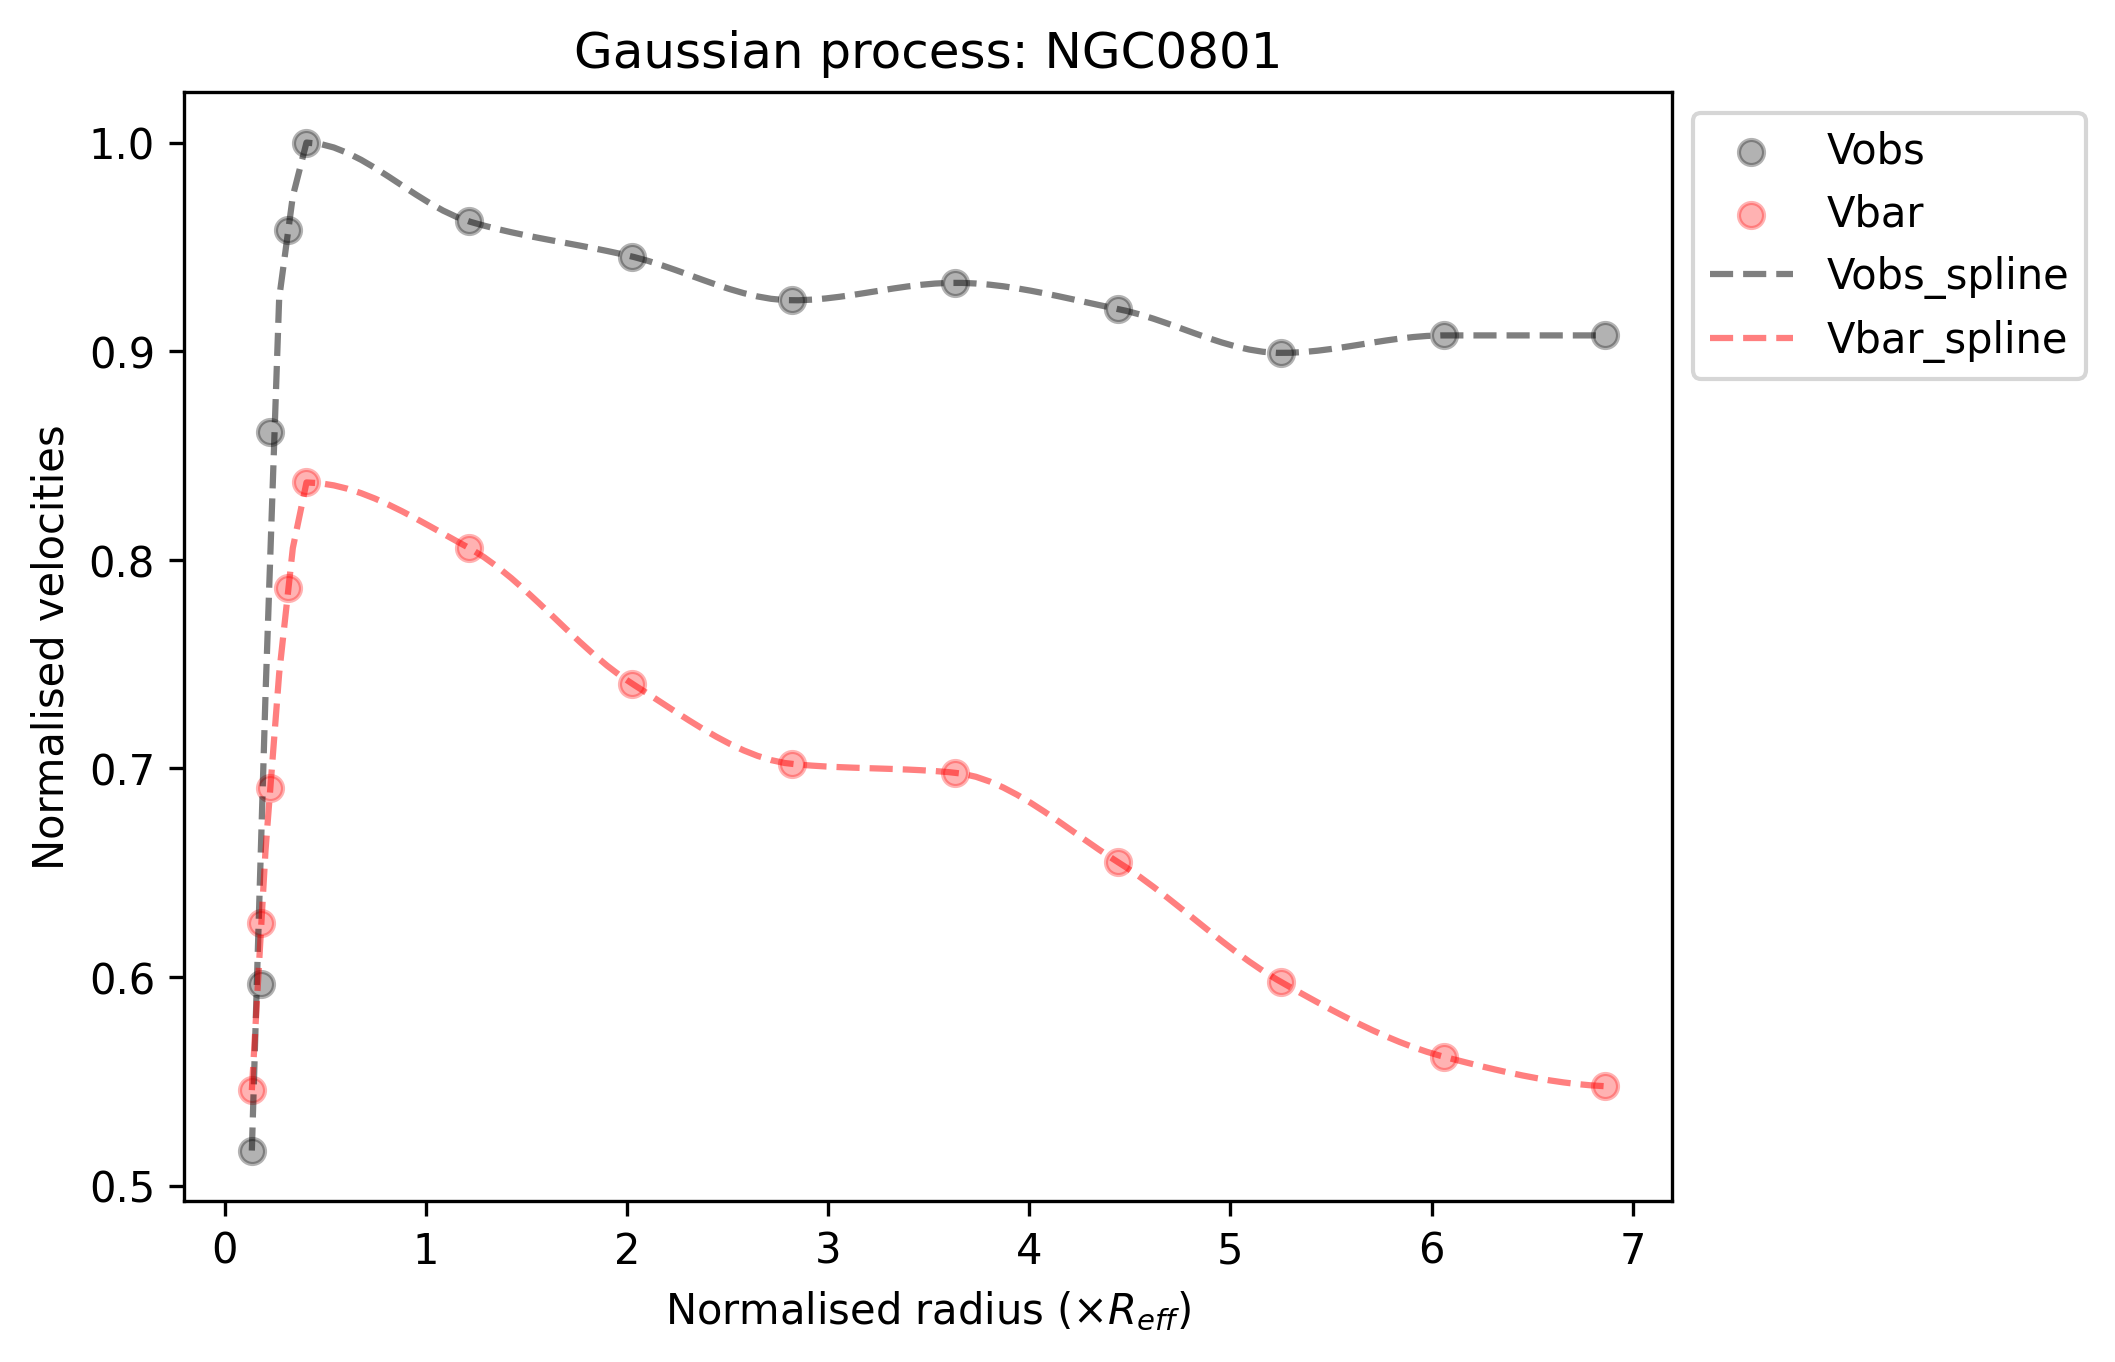 Gaussian process: NGC0801
1.0
0.9
0.8
0.7
0.6
0.5
Normalised velocities
0 1 2 3 4 5 6 7
Normalised radius (×R_eff)
Vobs
Vbar
Vobs_spline
Vbar_spline